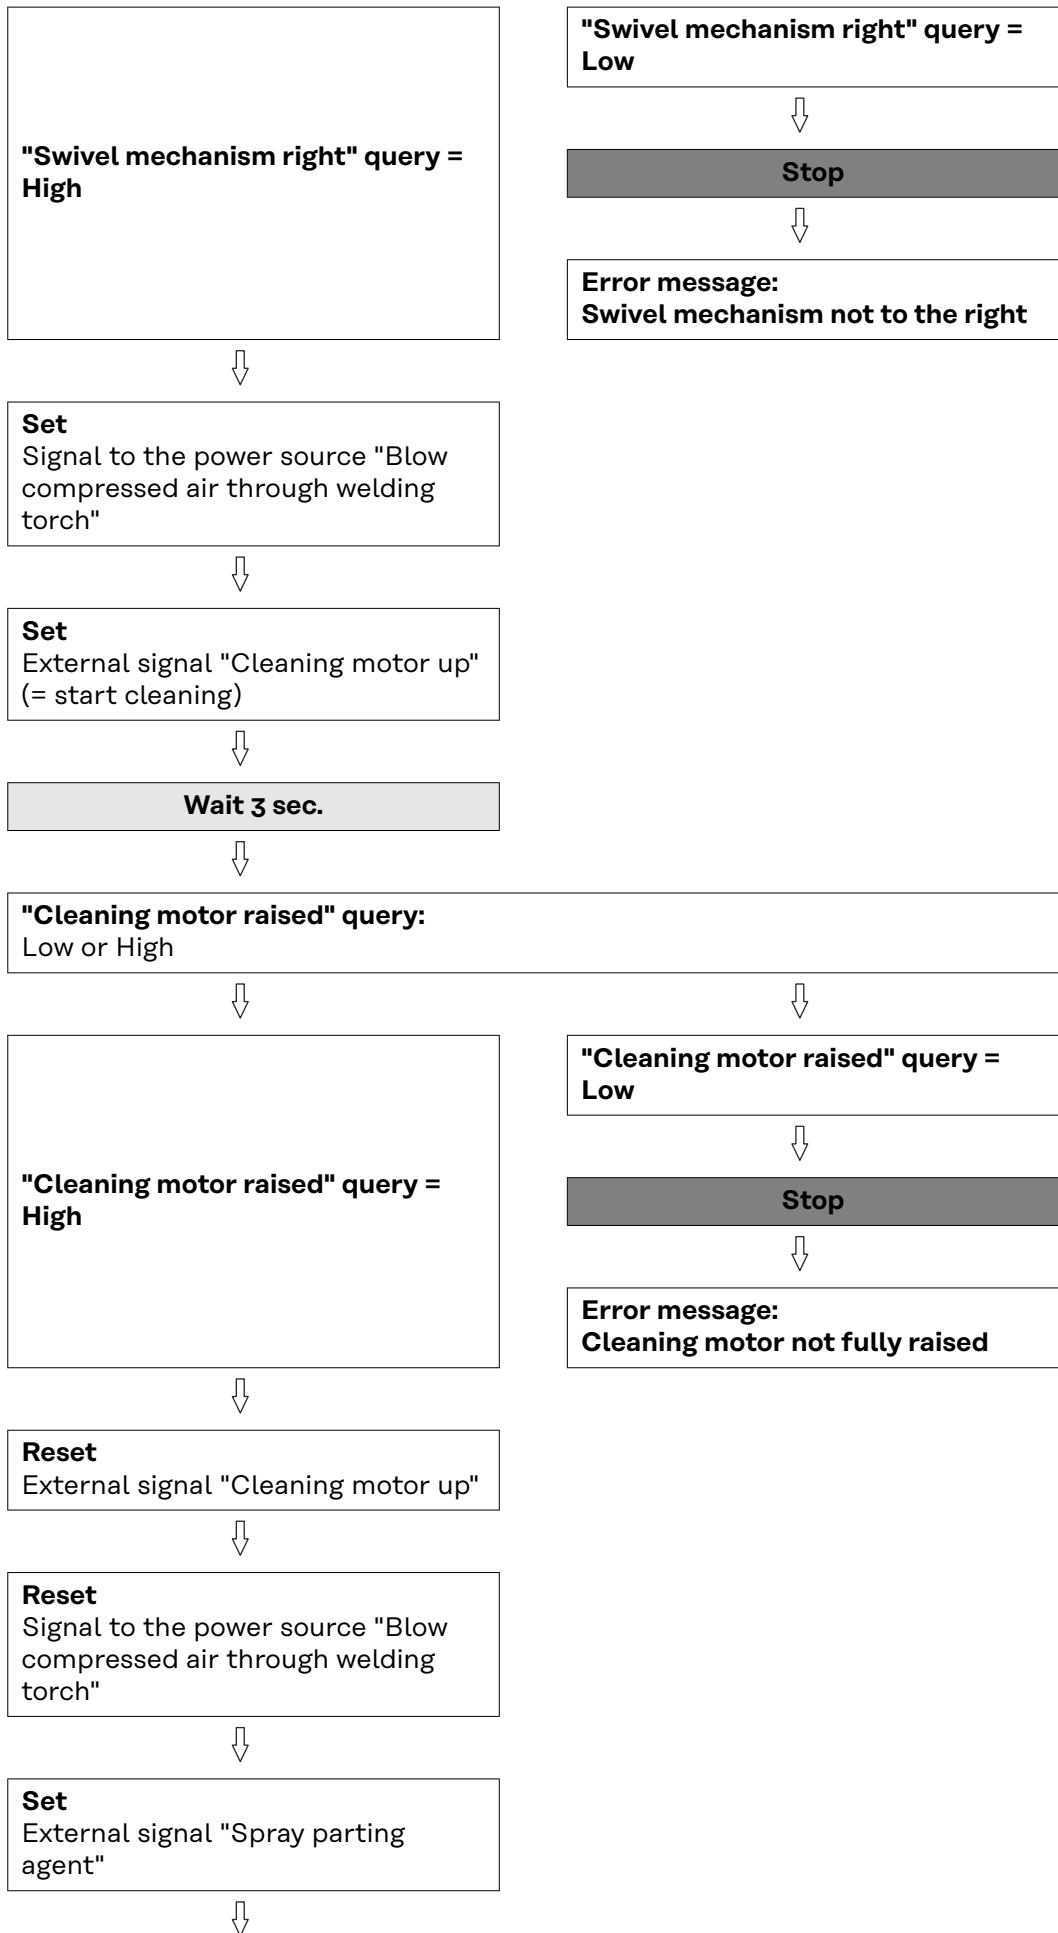 "Swivel mechanism right" query =
High
"Swivel mechanism right" query =
Low
Stop
Error message:
Swivel mechanism not to the right
Set
Signal to the power source "Blow
compressed air through welding
torch"
Set
External signal "Cleaning motor up"
(= start cleaning)
Wait 3 sec.
"Cleaning motor raised" query:
Low or High
"Cleaning motor raised" query =
High
"Cleaning motor raised" query =
Low
Stop
Error message:
Cleaning motor not fully raised
Reset
External signal "Cleaning motor up"
Reset
Signal to the power source "Blow
compressed air through welding
torch"
Set
External signal "Spray parting
agent"